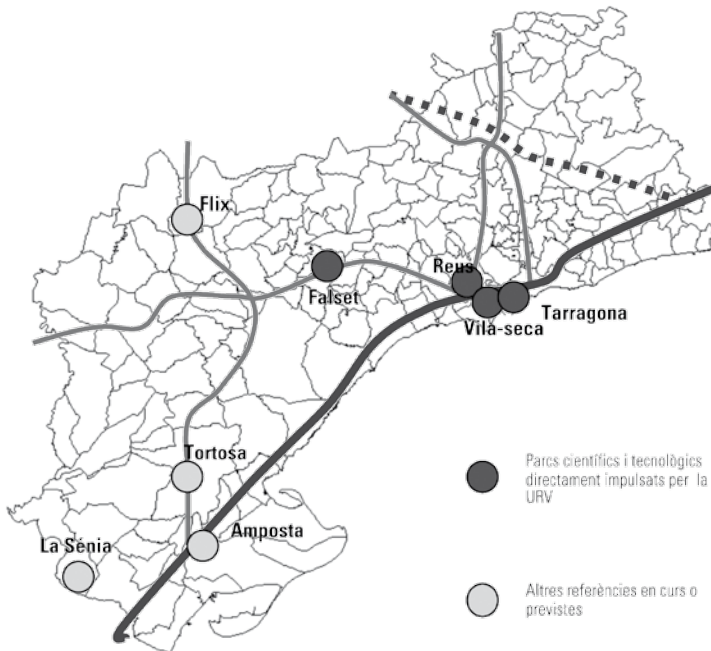 Flix
Reus
Falset
Tarragona
Vila-seca
Tortosa
Parcs científics i tecnològics
directament impulsats per la
URV
Amposta
La Sénia
Altres referències en curs o
previstes